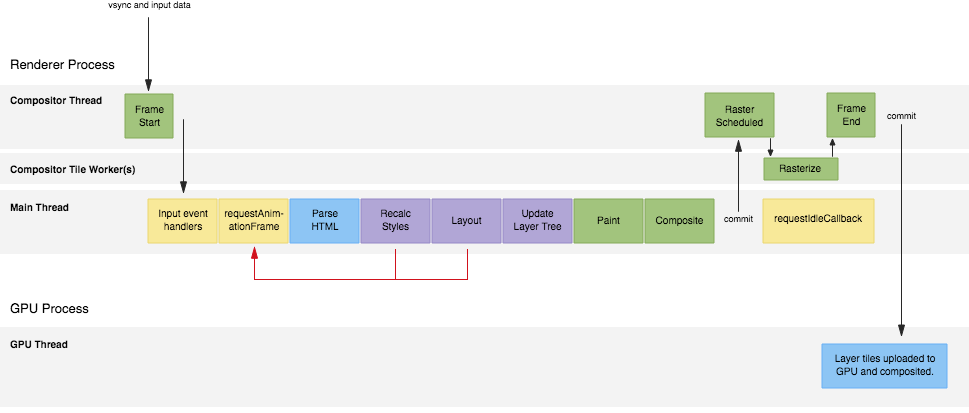 vsync and input data
Renderer Process
Compositor Thread
Frame
Start
Raster
Scheduled
Frame
End
commit
Compositor Tile Worker(s)
Rasterize
Main Thread
Input event
handlers
requestAnim-
ationFrame
Parse
HTML
Recalc
Styles
Layout
Update
Layer Tree
Paint
Composite
commit
requestIdleCallback
GPU Process
GPU Thread
Layer tiles uploaded to
GPU and composited.